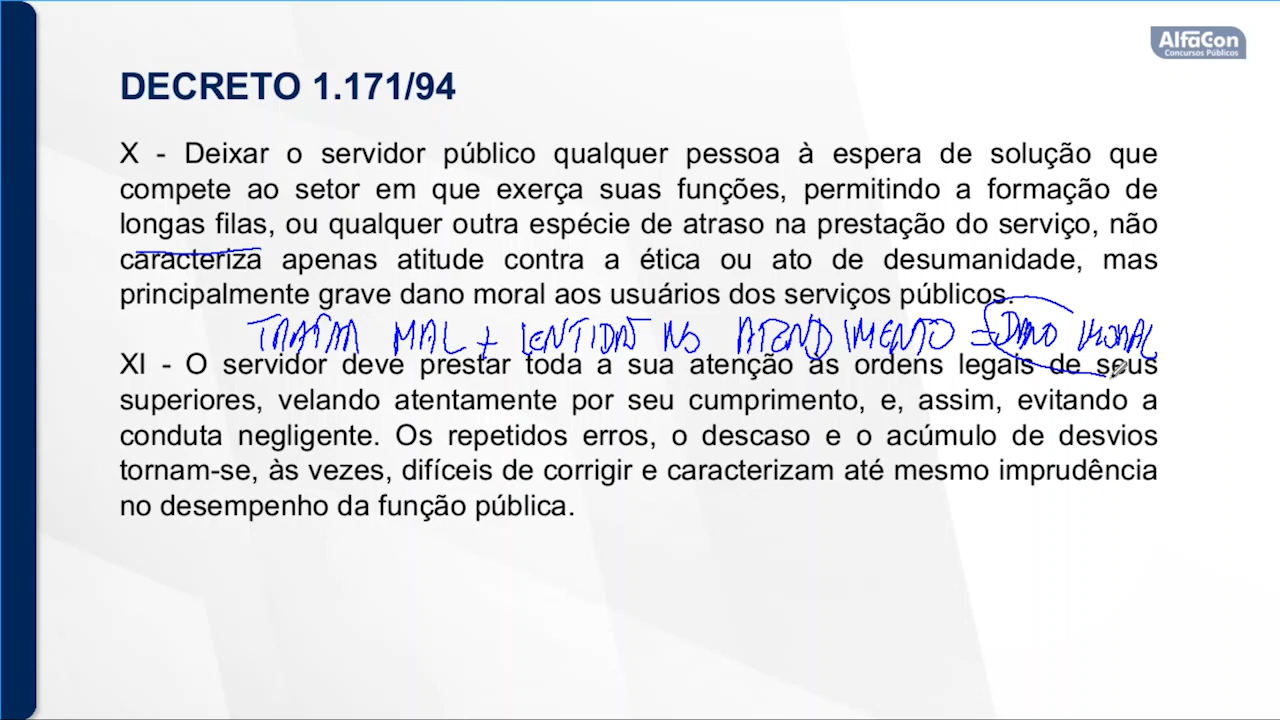 AlfaCon
Concursos Públicos
DECRETO 1.171/94
X - Deixar o servidor público qualquer pessoa à espera de solução que
compete ao setor em que exerça suas funções, permitindo a formação de
longas filas, ou qualquer outra espécie de atraso na prestação do serviço, não
caracteriza apenas atitude contra a ética ou ato de desumanidade, mas
principalmente grave dano moral aos usuários dos serviços públicos.
TRATAR MAL + LENTIDÃO NO ATENDIMENTO = DANO MORAL
XI - O servidor deve prestar toda a sua atenção às ordens legais de seus
superiores, velando atentamente por seu cumprimento, e, assim, evitando a
conduta negligente. Os repetidos erros, o descaso e o acúmulo de desvios
tornam-se, às vezes, difíceis de corrigir e caracterizam até mesmo imprudência
no desempenho da função pública.